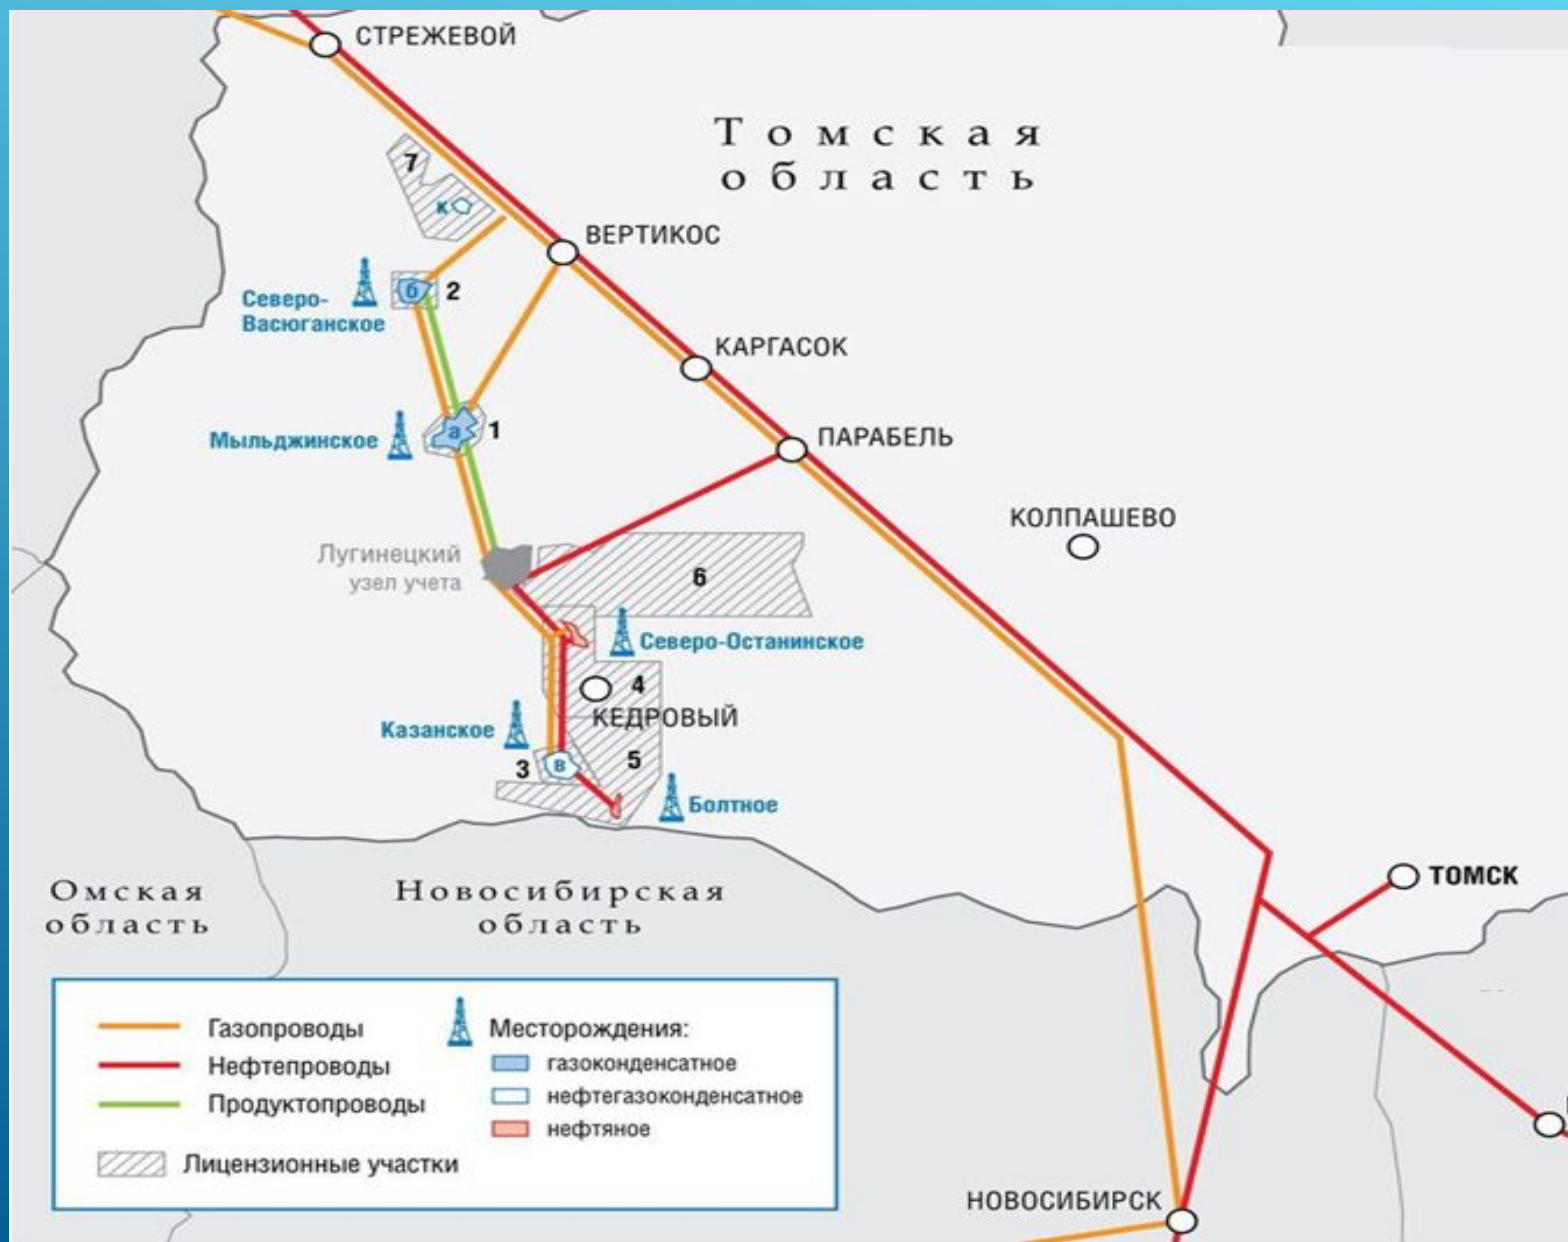 СТРЕЖЕВОЙ
Томская
область
7
к
ВЕРТИКОС
б
2
Северо-
Васюганское
КАРГАСОК
Мыльджинское
а
1
ПАРАБЕЛЬ
КОЛПАШЕВО
Лугинецкий
узел учета
6
Северо-Останинское
4
КЕДРОВЫЙ
Казанское
3
в
5
Болтное
ТОМСК
Омская
область
Новосибирская
область
Газопроводы
Нефтепроводы
Продуктопроводы
Лицензионные участки
Месторождения:
газоконденсатное
нефтегазоконденсатное
нефтяное
НОВОСИБИРСК